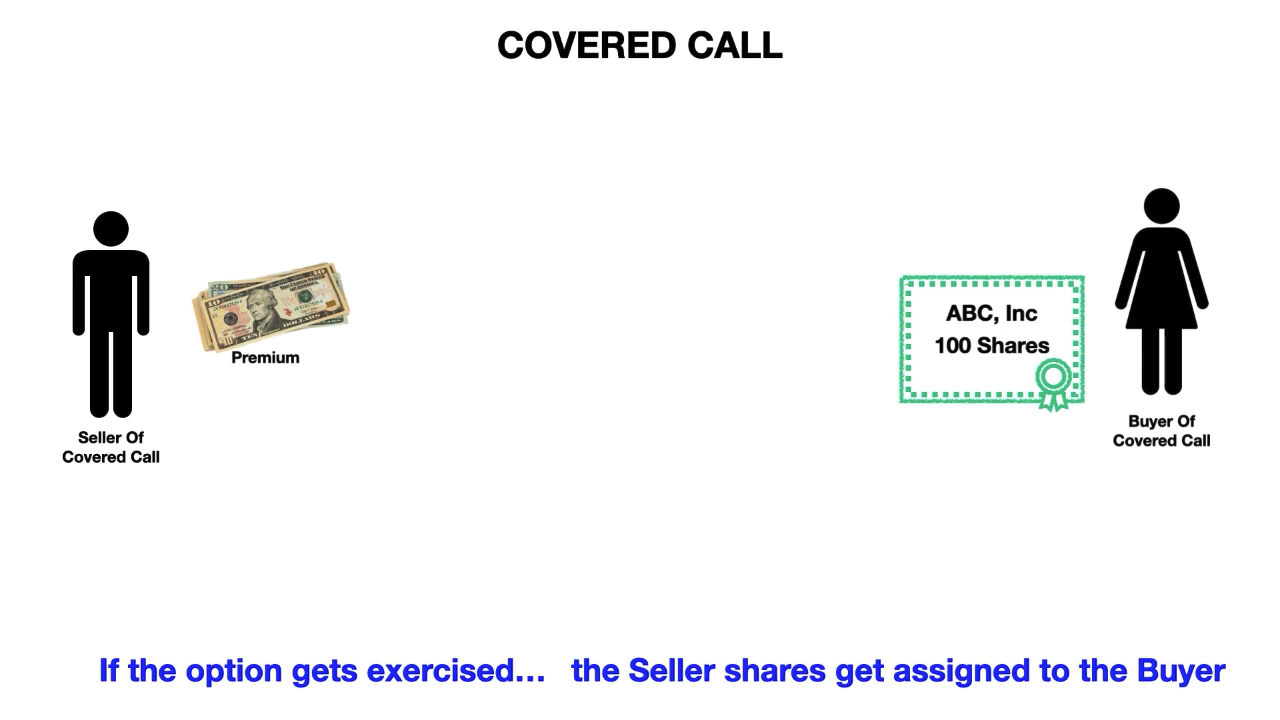 COVERED CALL
Premium
ABC, Inc
100 Shares
Seller Of
Covered Call
Buyer Of
Covered Call
If the option gets exercised... the Seller shares get assigned to the Buyer